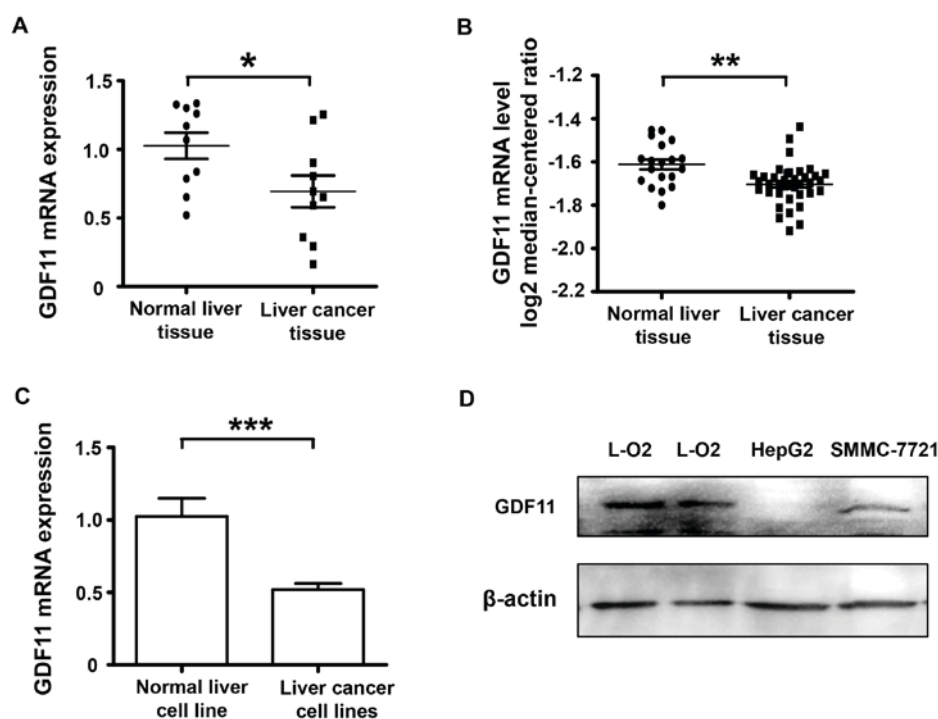 A
GDF11 mRNA expression
1.5
1.0
0.5
0
*
Normal liver
tissue
Liver cancer
tissue
B
GDF11 mRNA level
log2 median-centered ratio
-1.2
-1.4
-1.6
-1.8
-2.0
-2.2
**
Normal liver
tissue
Liver cancer
tissue
C
GDF11 mRNA expression
1.5
1.0
0.5
0
***
Normal liver
cell line
Liver cancer
cell lines
D
L-O2 L-O2 HepG2 SMMC-7721
GDF11
β-actin